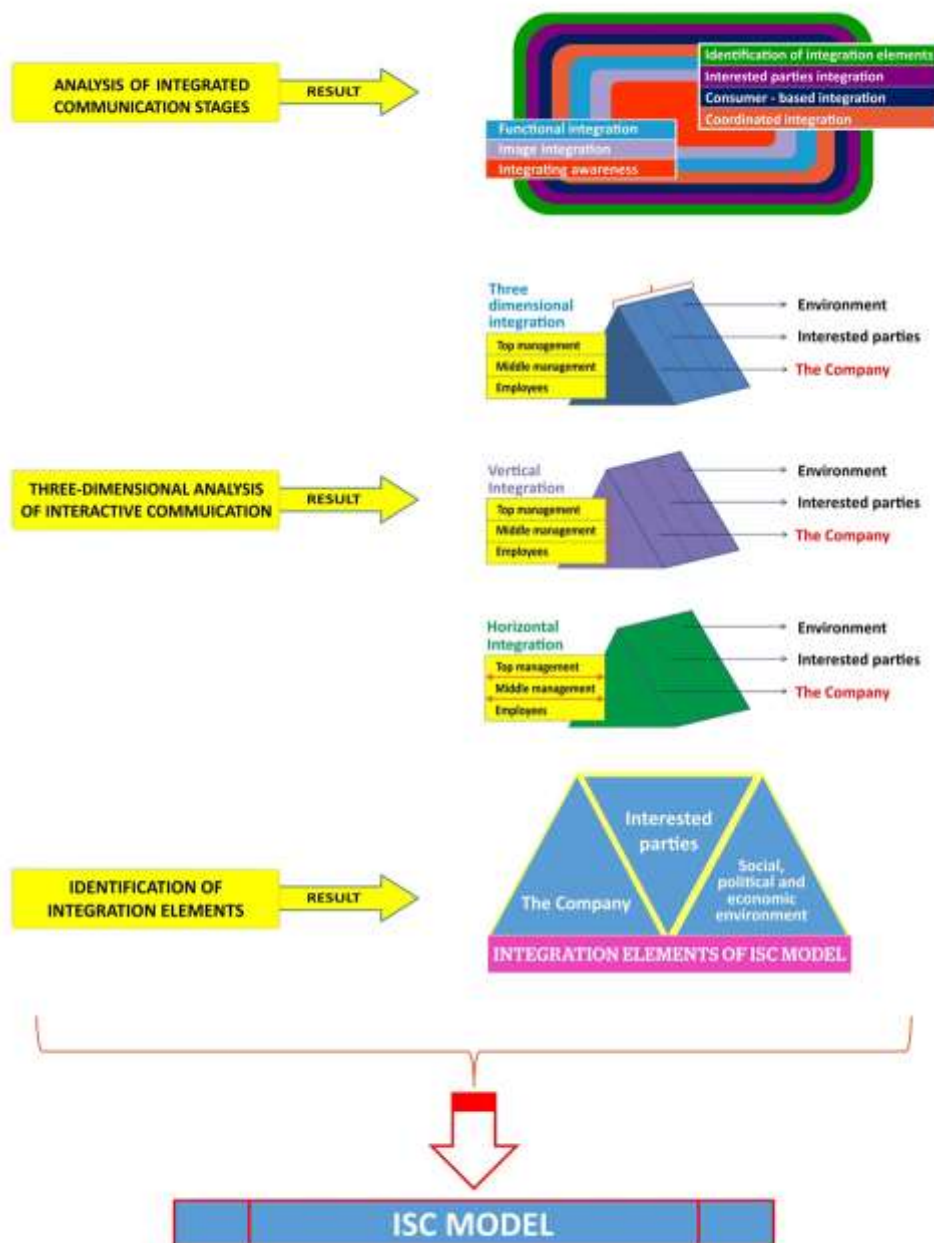 ANALYSIS OF INTEGRATED
COMMUNICATION STAGES
RESULT
Identification of integration elements
Interested parties integration
Consumer - based integration
Coordinated integration
Functional integration
Image integration
Integrating awareness
Three
dimensional
integration
Top management
Middle management
Employees
Environment
Interested parties
The Company
THREE-DIMENSIONAL ANALYSIS
OF INTERACTIVE COMMUICATION
RESULT
Vertical
Integration
Top management
Middle management
Employees
Environment
Interested parties
The Company
Horizontal
Integration
Top management
Middle management
Employees
Environment
Interested parties
The Company
IDENTIFICATION OF
INTEGRATION ELEMENTS
RESULT
The Company
Interested
parties
Social,
political and
economic
environment
INTEGRATION ELEMENTS OF ISC MODEL
ISC MODEL